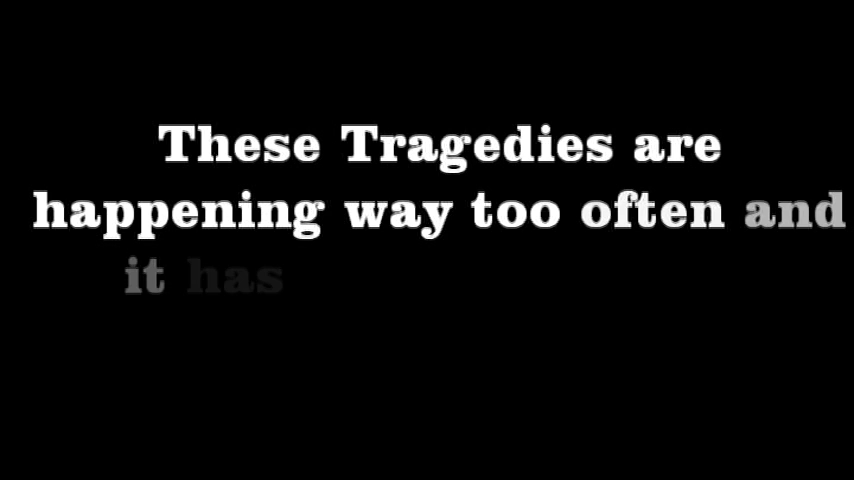 These Tragedies are
happening way too often and
it has